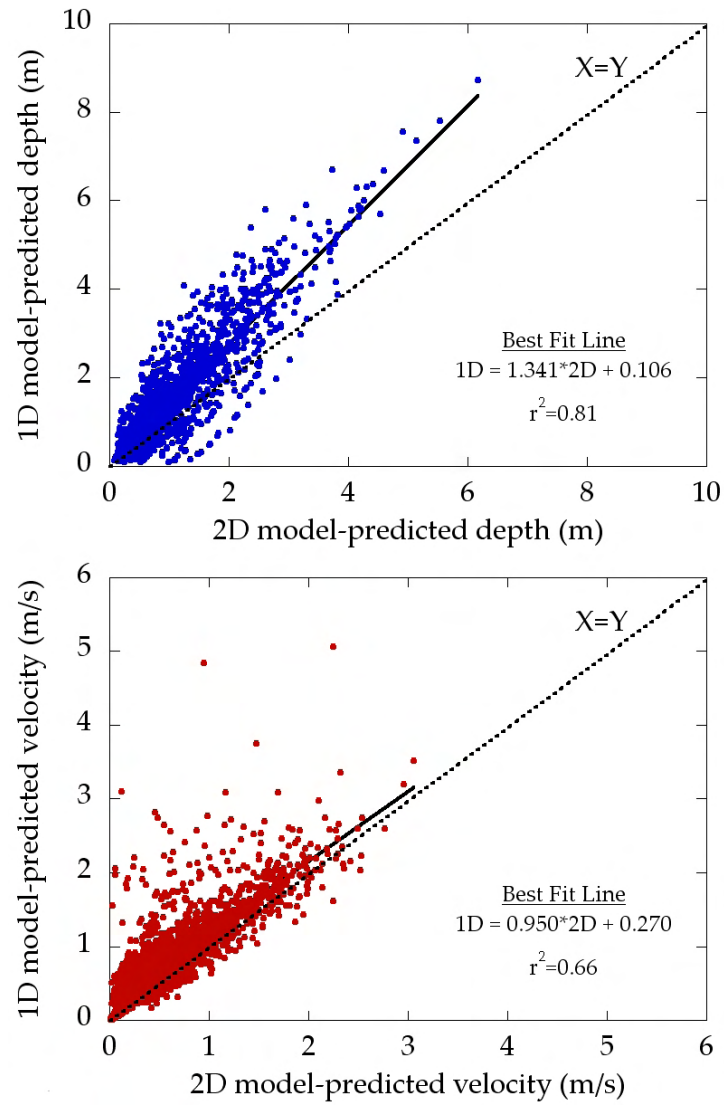 10
8
6
4
2
0
1D model-predicted depth (m)
X=Y
Best Fit Line
1D = 1.341*2D + 0.106
r²=0.81
0 2 4 6 8 10
2D model-predicted depth (m)
6
5
4
3
2
1
0
1D model-predicted velocity (m/s)
X=Y
Best Fit Line
1D = 0.950*2D + 0.270
r²=0.66
0 1 2 3 4 5 6
2D model-predicted velocity (m/s)